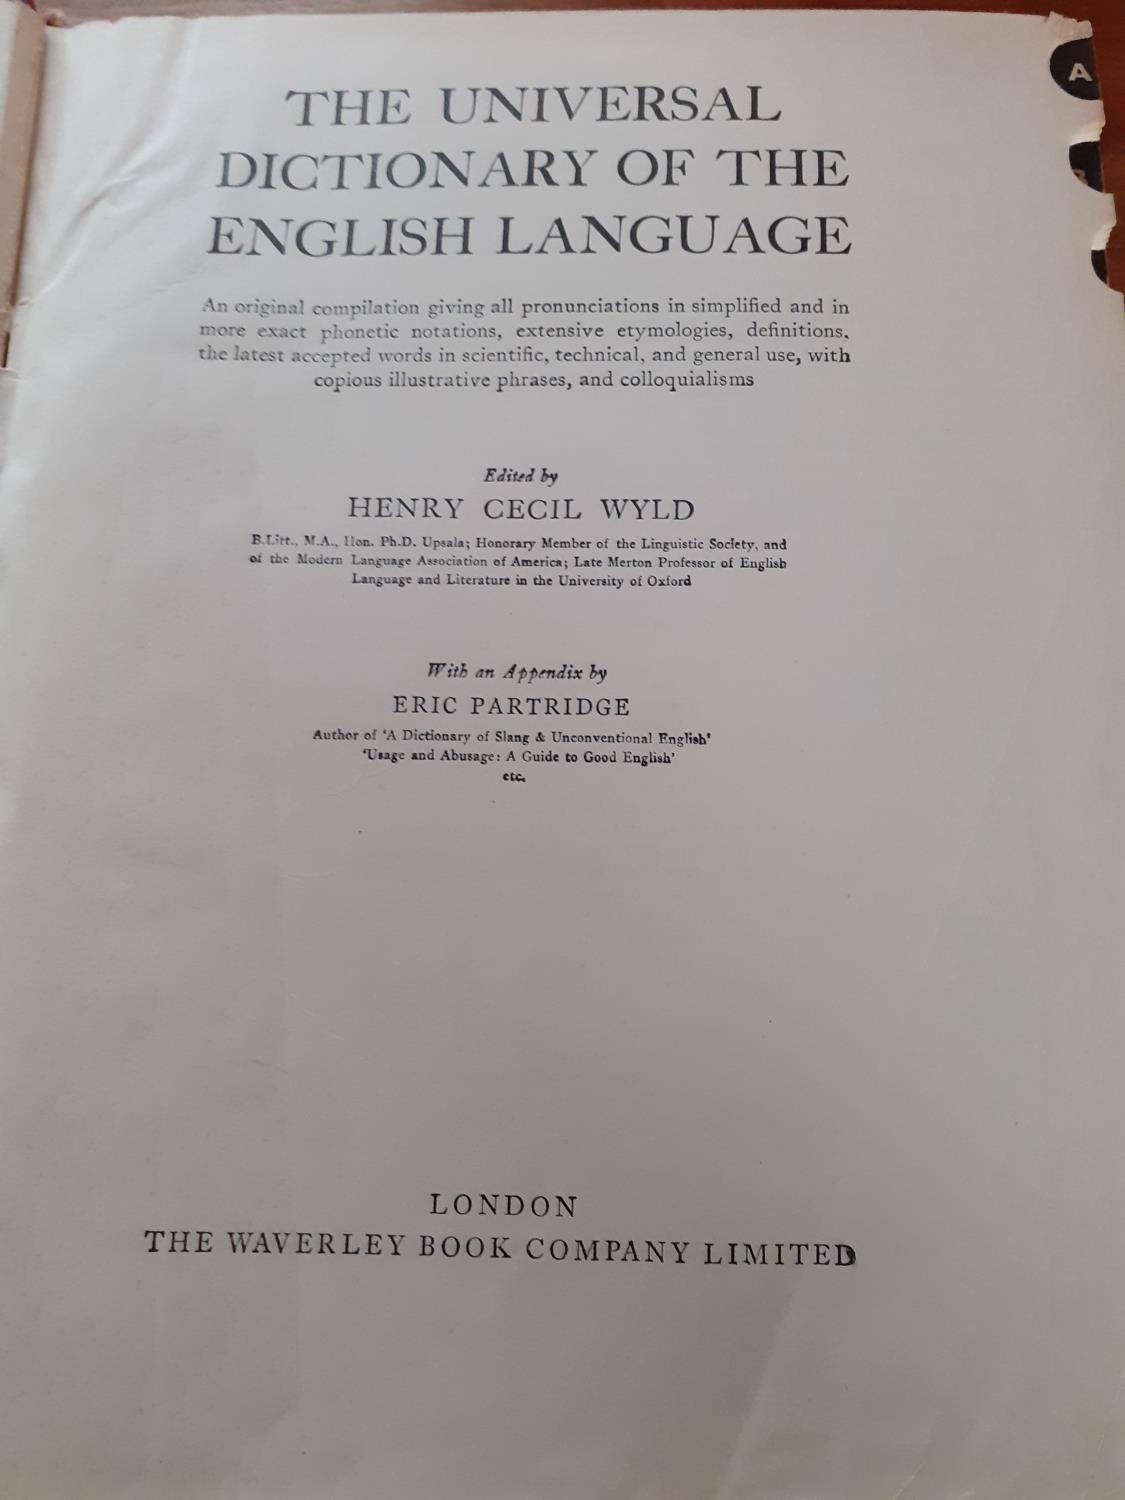 THE UNIVERSAL
DICTIONARY OF THE
ENGLISH LANGUAGE
An original compilation giving all pronunciations in simplified and in
more exact phonetic notations, extensive etymologies, definitions,
the latest accepted words in scientific, technical, and general use, with
copious illustrative phrases, and colloquialisms
Edited by
HENRY CECIL WYLD
B.Litt., M.A., Hon. Ph.D. Upsala; Honorary Member of the Linguistic Society, and
of the Modern Language Association of America; Late Merton Professor of English
Language and Literature in the University of Oxford
With an Appendix by
ERIC PARTRIDGE
Author of 'A Dictionary of Slang & Unconventional English'
'Usage and Abusage: A Guide to Good English'
etc.
LONDON
THE WAVERLEY BOOK COMPANY LIMITED
A